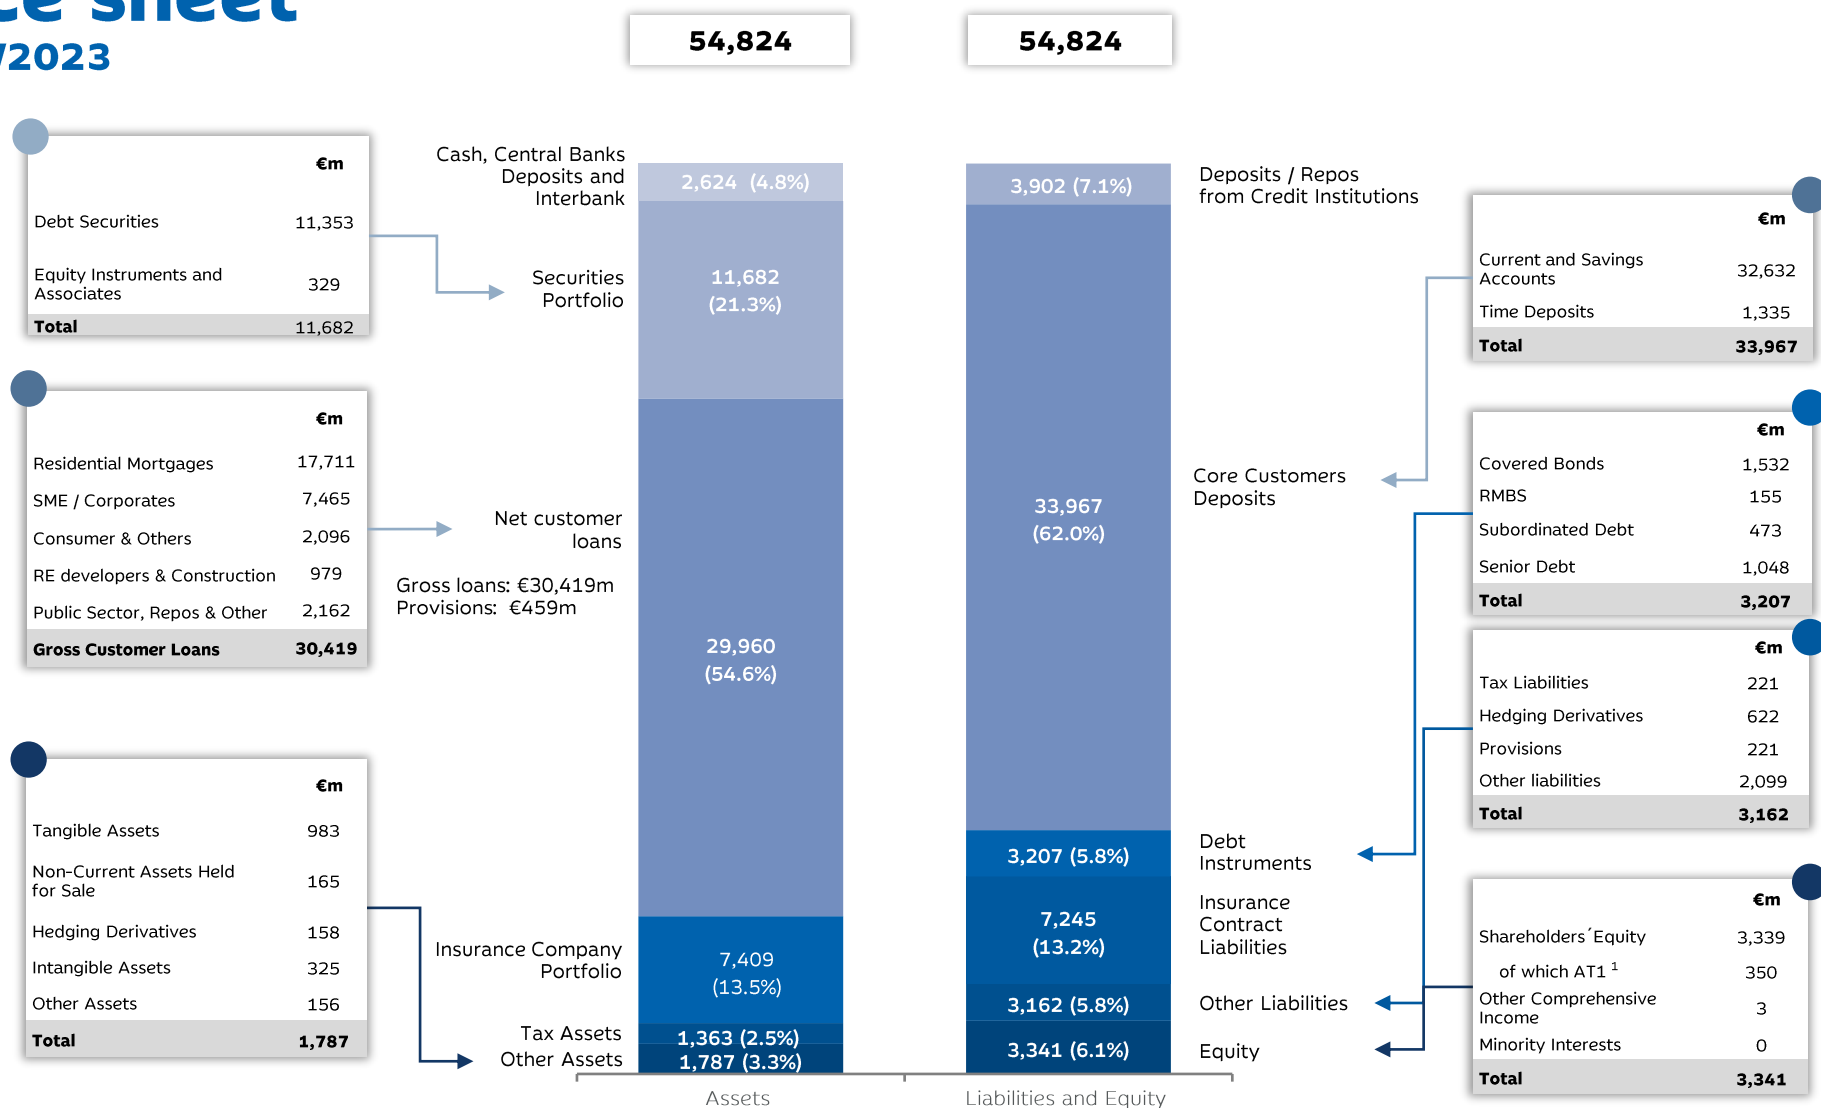 ce sheet
/2023
54,824
54,824
€m
Debt Securities 11,353
Equity Instruments and
Associates 329
Total 11,682
€m
Residential Mortgages 17,711
SME / Corporates 7,465
Consumer & Others 2,096
RE developers & Construction 979
Public Sector, Repos & Other 2,162
Gross Customer Loans 30,419
€m
Tangible Assets 983
Non-Current Assets Held
for Sale 165
Hedging Derivatives 158
Intangible Assets 325
Other Assets 156
Total 1,787
Cash, Central Banks
Deposits and
Interbank
Securities
Portfolio
Net customer
loans
Gross loans: €30,419m
Provisions: €459m
Insurance Company
Portfolio
Tax Assets
Other Assets
2,624 (4.8%)
11,682
(21.3%)
29,960
(54.6%)
7,409
(13.5%)
1,363 (2.5%)
1,787 (3.3%)
Assets
3,902 (7.1%)
33,967
(62.0%)
3,207 (5.8%)
7,245
(13.2%)
3,162 (5.8%)
3,341 (6.1%)
Liabilities and Equity
Deposits / Repos
from Credit Institutions
Core Customers
Deposits
Debt
Instruments
Insurance
Contract
Liabilities
Other Liabilities
Equity
€m
Current and Savings
Accounts 32,632
Time Deposits 1,335
Total 33,967
€m
Covered Bonds 1,532
RMBS 155
Subordinated Debt 473
Senior Debt 1,048
Total 3,207
€m
Tax Liabilities 221
Hedging Derivatives 622
Provisions 221
Other liabilities 2,099
Total 3,162
€m
Shareholders´Equity 3,339
of which AT1 ¹ 350
Other Comprehensive
Income 3
Minority Interests 0
Total 3,341